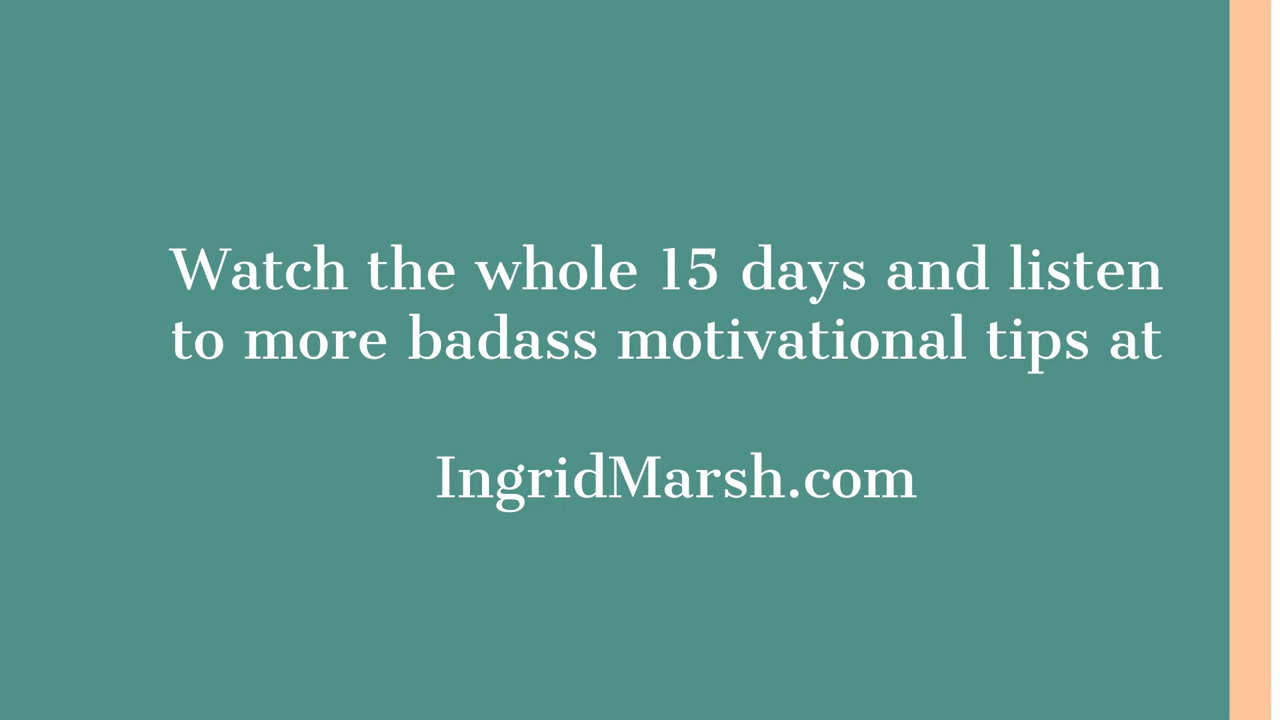 Watch the whole 15 days and listen
to more badass motivational tips at
IngridMarsh.com